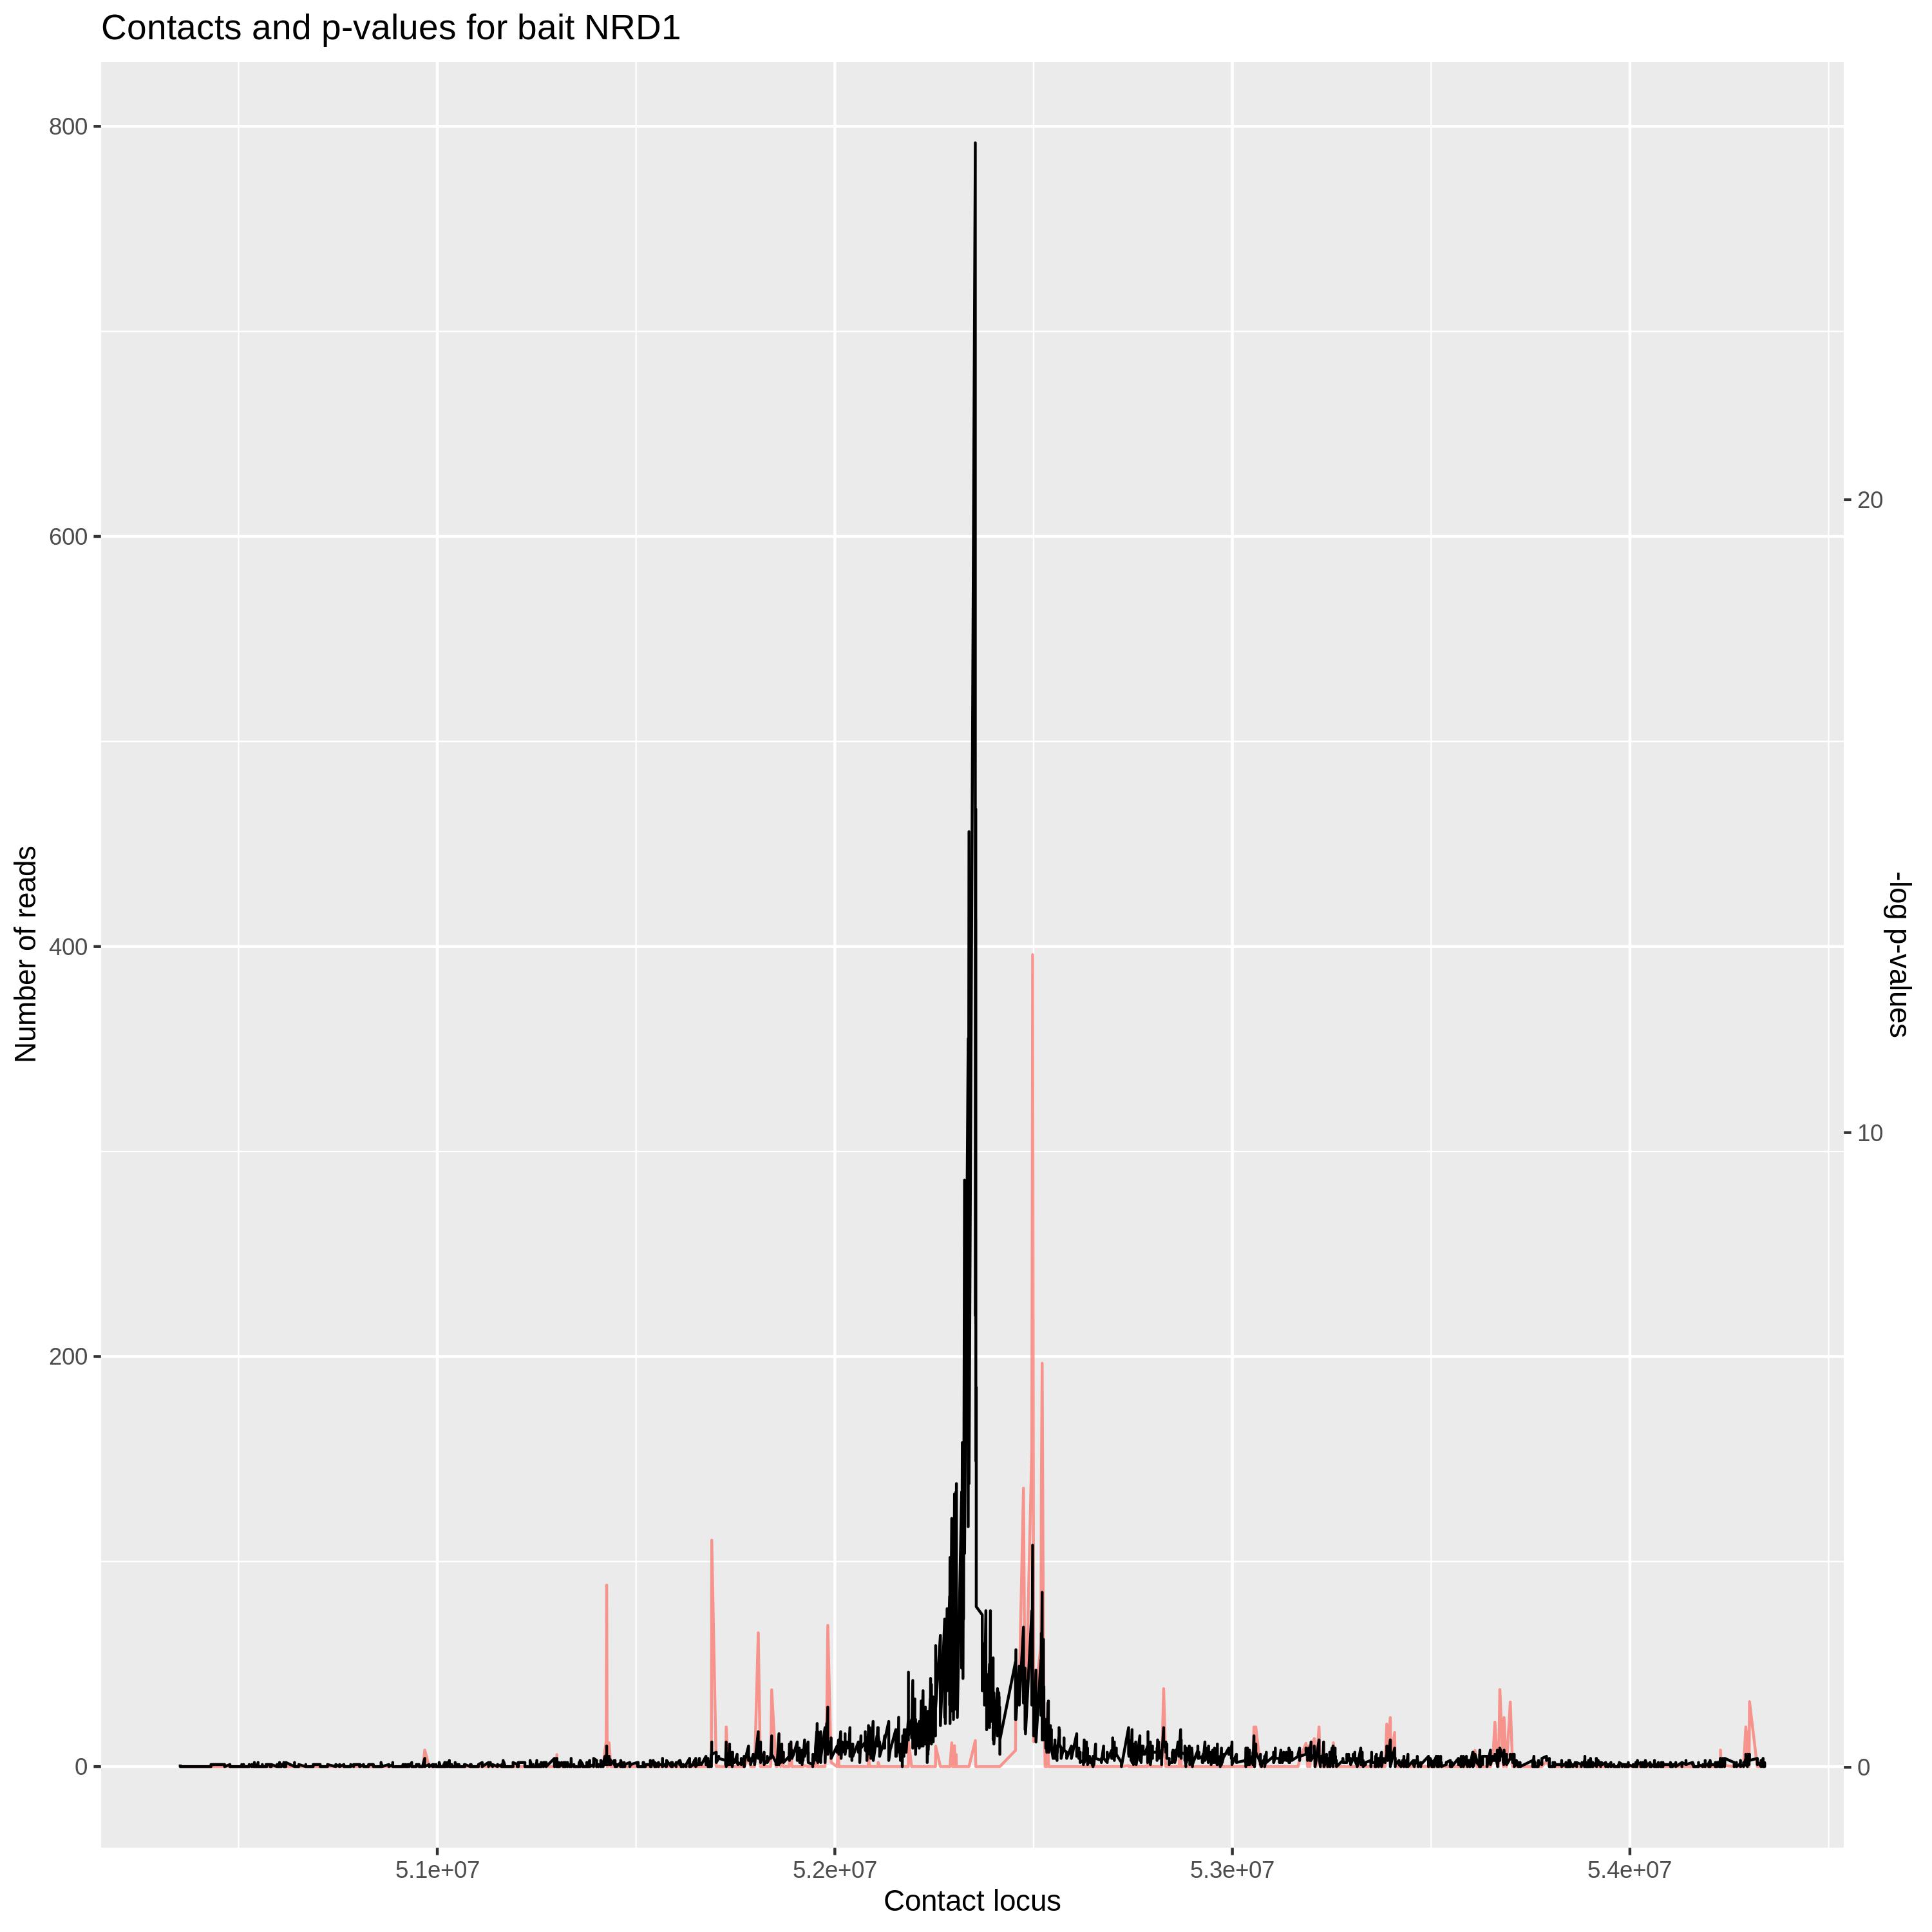 Contacts and p-values for bait NRD1
800
600
400
200
0
Number of reads
20
10
0
-log p-values
5.1e+07
5.2e+07
5.3e+07
5.4e+07
Contact locus